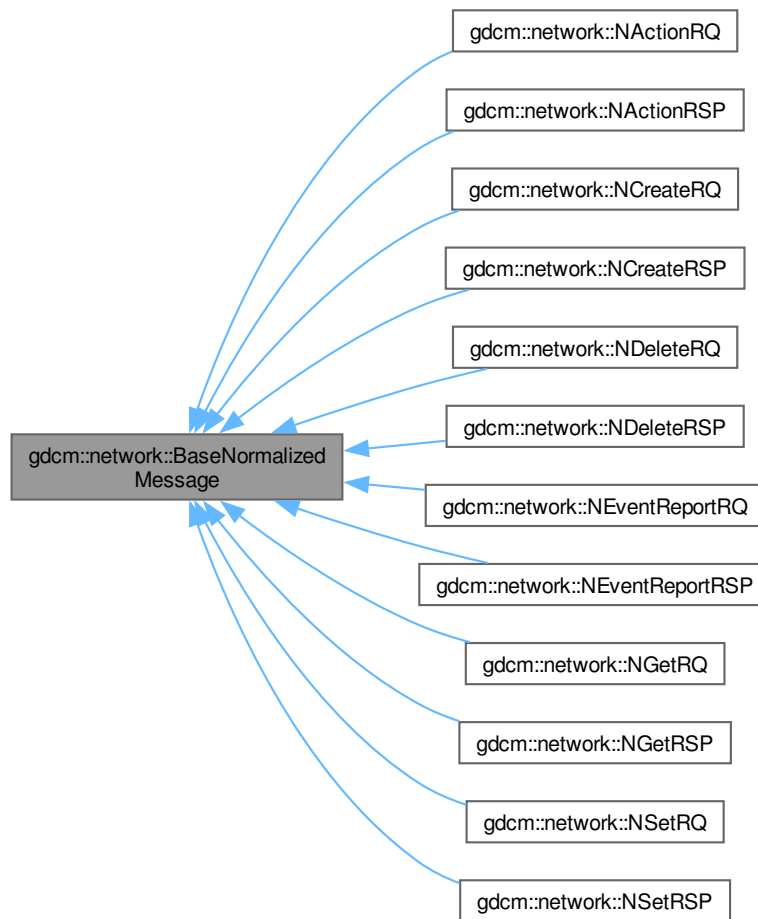 gdcm::network::NActionRQ
gdcm::network::NActionRSP
gdcm::network::NCreateRQ
gdcm::network::NCreateRSP
gdcm::network::NDeleteRQ
gdcm::network::NDeleteRSP
gdcm::network::BaseNormalized
Message
gdcm::network::NEventReportRQ
gdcm::network::NEventReportRSP
gdcm::network::NGetRQ
gdcm::network::NGetRSP
gdcm::network::NSetRQ
gdcm::network::NSetRSP